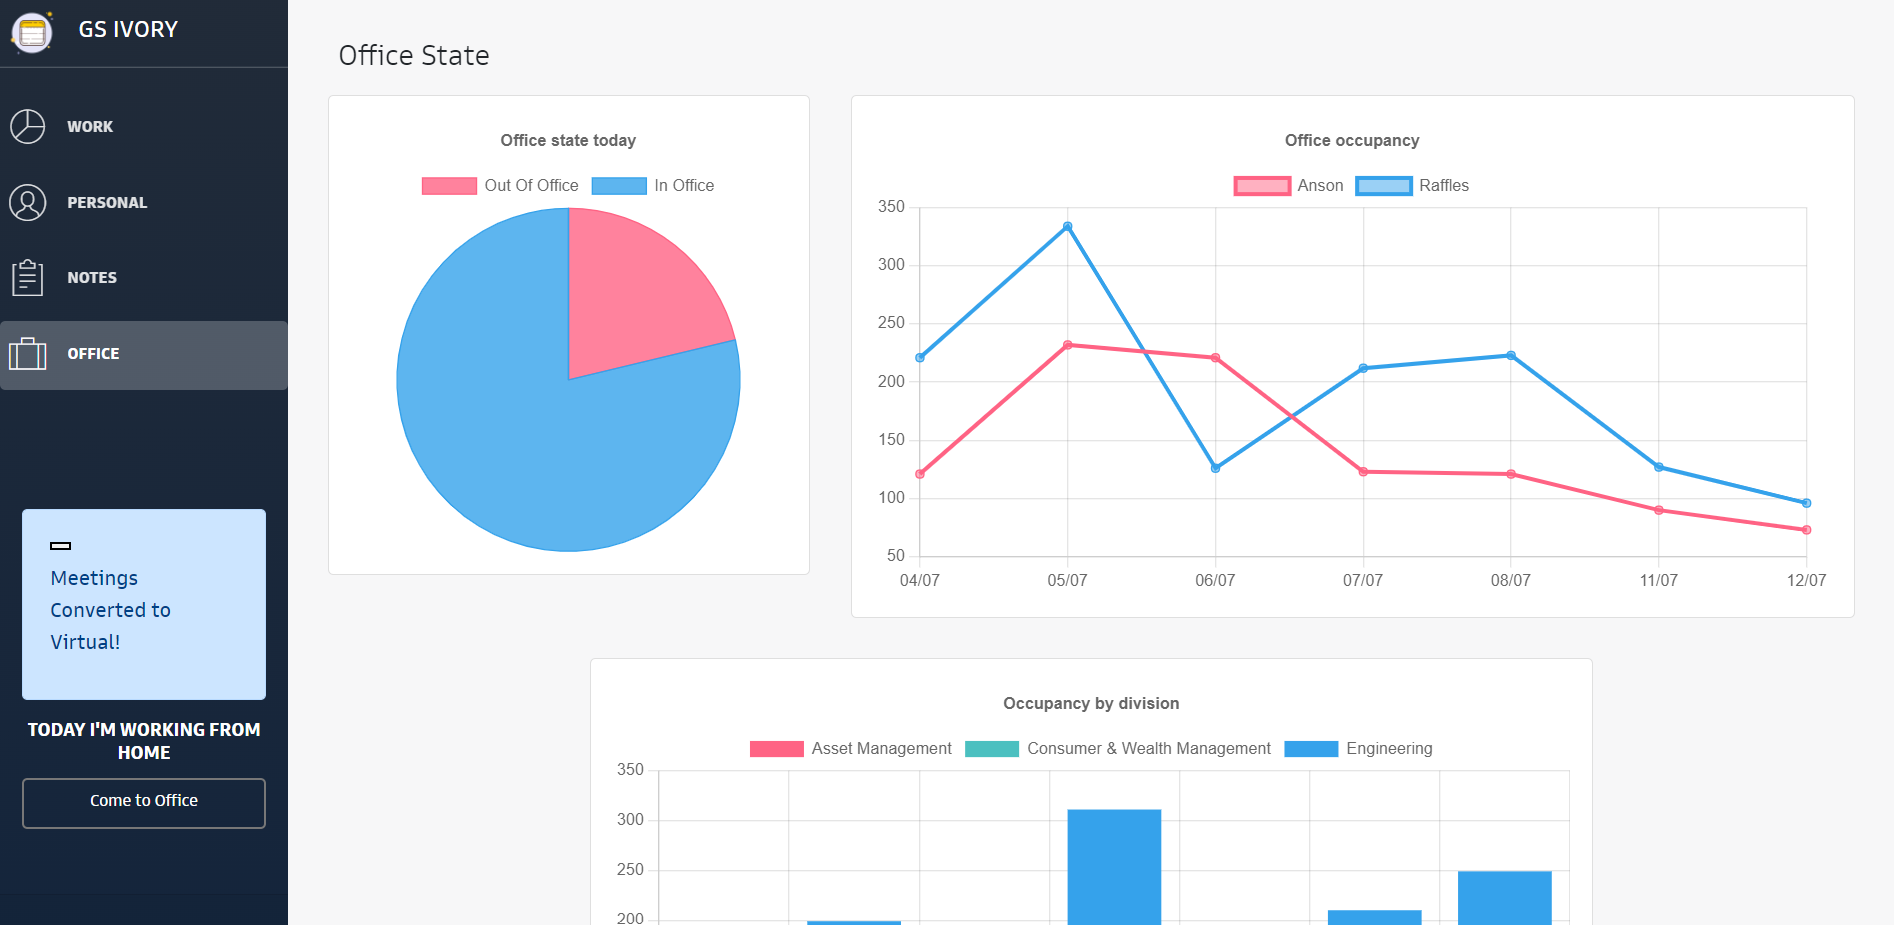 GS IVORY
WORK
PERSONAL
NOTES
OFFICE
Meetings
Converted to
Virtual!
TODAY I'M WORKING FROM
HOME
Come to Office
Office State
Office state today
Out Of Office In Office
Office occupancy
Anson Raffles
350
300
250
200
150
100
50
04/07 05/07 06/07 07/07 08/07 11/07 12/07
Occupancy by division
Asset Management Consumer & Wealth Management Engineering
350
300
250
200